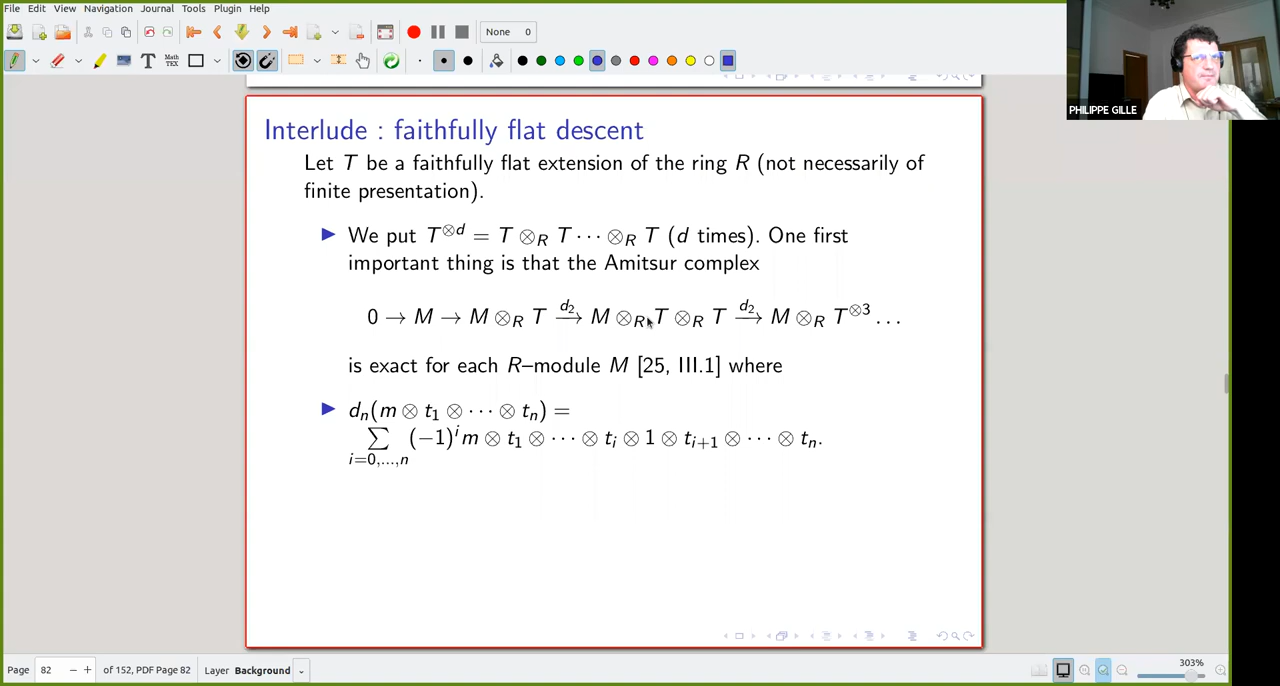 File Edit View Navigation Journal Tools Plugin Help
None 0
Math TEX
PHILIPPE GILLE
Interlude : faithfully flat descent
Let T be a faithfully flat extension of the ring R (not necessarily of
finite presentation).
▶ We put T^{⊗d} = T ⊗_R T ⋯ ⊗_R T (d times). One first
important thing is that the Amitsur complex
0 → M → M ⊗_R T \xrightarrow{d_2} M ⊗_R T ⊗_R T \xrightarrow{d_2} M ⊗_R T^{⊗3} …
is exact for each R–module M [25, III.1] where
▶ d_n(m ⊗ t_1 ⊗ ⋯ ⊗ t_n) =
∑_{i=0,...,n} (−1)^i m ⊗ t_1 ⊗ ⋯ ⊗ t_i ⊗ 1 ⊗ t_{i+1} ⊗ ⋯ ⊗ t_n.
Page 82 − + of 152, PDF Page 82 Layer Background 303%